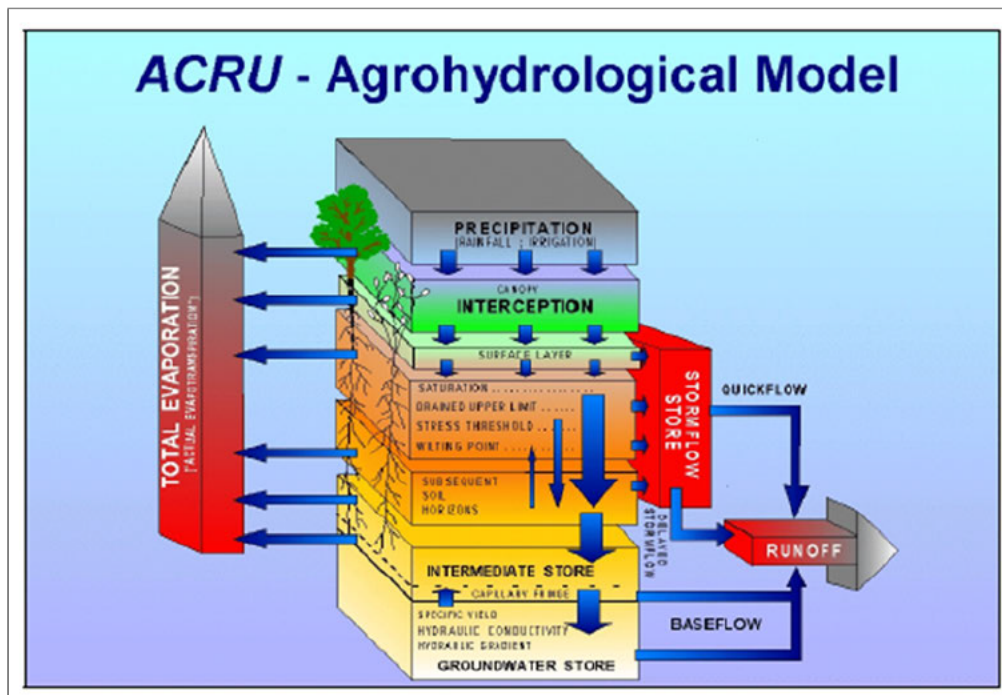 ACRU - Agrohydrological Model
PRECIPITATION
[RAINFALL ; IRRIGATION]
CANOPY
INTERCEPTION
SURFACE LAYER
SATURATION . . . . . . . . . . . . . . . . .
DRAINED UPPER LIMIT . . . . . .
STRESS THRESHOLD . . . . . .
WILTING POINT . . . . . . . . . . . . .
SUBSEQUENT
SOIL
HORIZONS
INTERMEDIATE STORE
CAPILLARY FRINGE
SPECIFIC YIELD
HYDRAULIC CONDUCTIVITY
HYDRAULIC GRADIENT
GROUNDWATER STORE
TOTAL EVAPORATION
["ACTUAL EVAPOTRANSPIRATION"]
STORMFLOW
STORE
QUICKFLOW
DELAYED
STORMFLOW
RUNOFF
BASEFLOW